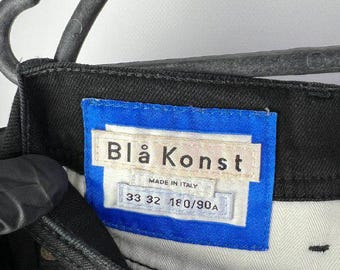 Blå Konst
MADE IN ITALY
33 32 180/90A